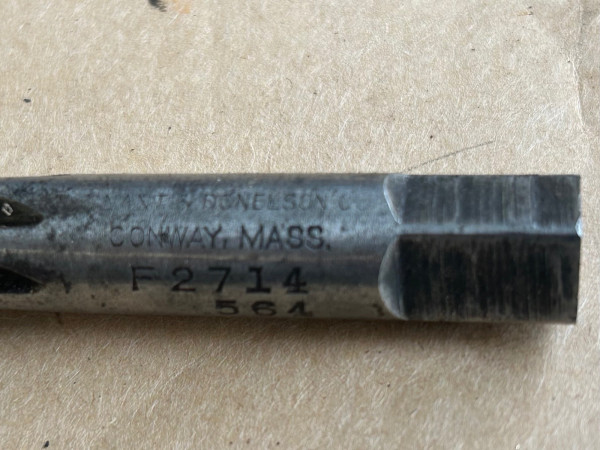 DONELSON C
CONWAY, MASS.
F2714
564